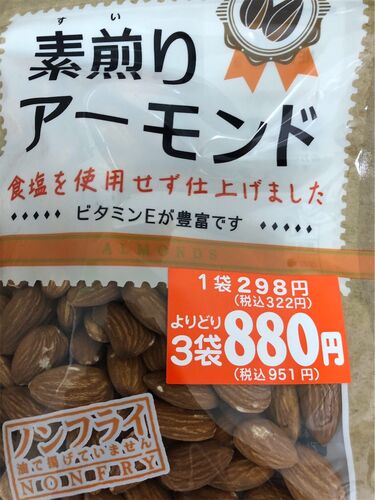 すい
素煎り
アーモンド
食塩を使用せず仕上げました
ビタミンEが豊富です
ALMONDS
1袋298円
(税込322円)
よりどり
3袋880円
(税込951円)
ノンフライ
油で揚げていません
NONFRY